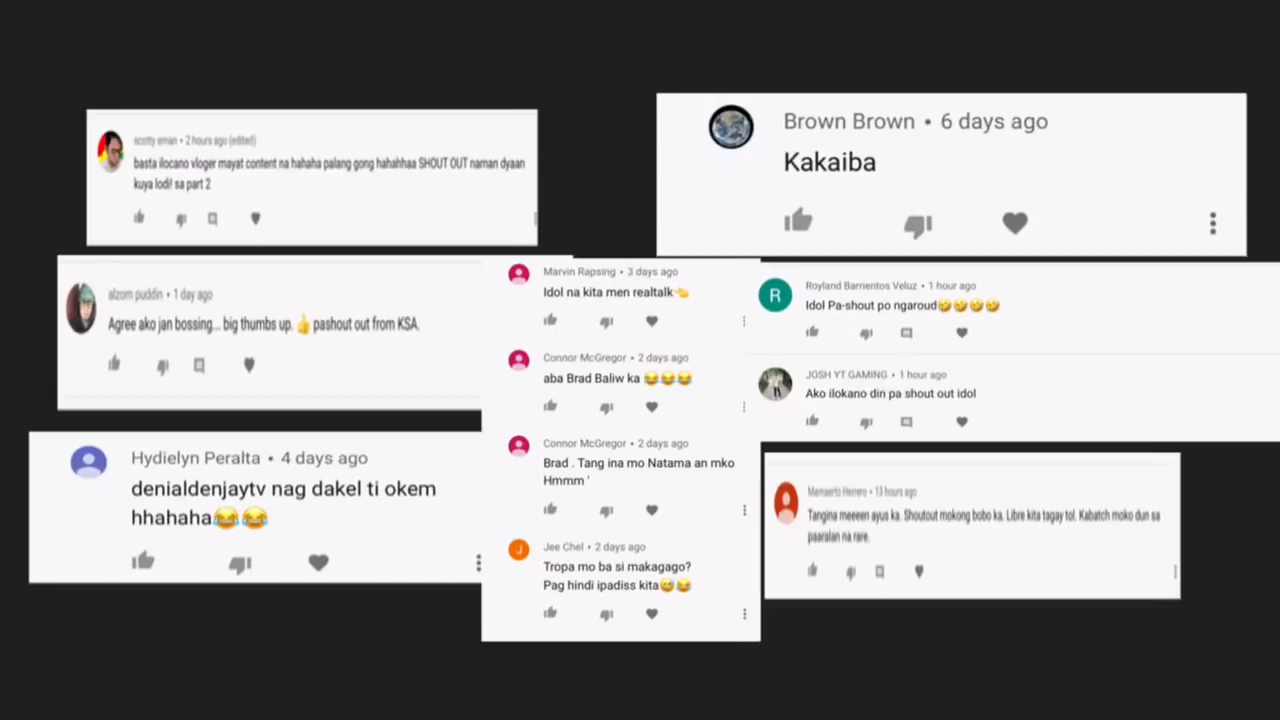 scotty eman • 2 hours ago (edited)
basta ilocano vloger mayat content na hahaha palang gong hahahhaa SHOUT OUT naman dyaan
kuya lodi! sa part 2
Brown Brown • 6 days ago
Kakaiba
alzom puddin • 1 day ago
Agree ako jan bossing... big thumbs up. 👍 pashout out from KSA.
Hydielyn Peralta • 4 days ago
denialdenjaytv nag dakel ti okem
hhahaha😂😂
Marvin Rapsing • 3 days ago
Idol na kita men realtalk👈
Connor McGregor • 2 days ago
aba Brad Baliw ka 😂😂😂
Connor McGregor • 2 days ago
Brad . Tang ina mo Natama an mko
Hmmm '
Jee Chel • 2 days ago
Tropa mo ba si makagago?
Pag hindi ipadiss kita😅😂
R
Royland Barrientos Veluz • 1 hour ago
Idol Pa-shout po ngaroud🤣🤣🤣🤣
JOSH YT GAMING • 1 hour ago
Ako ilokano din pa shout out idol
Mamaerto Herrero • 13 hours ago
Tangina meeeen ayus ka. Shoutout mokong bobo ka. Libre kita tagay tol. Kabatch moko dun sa
paaralan na rare.
J